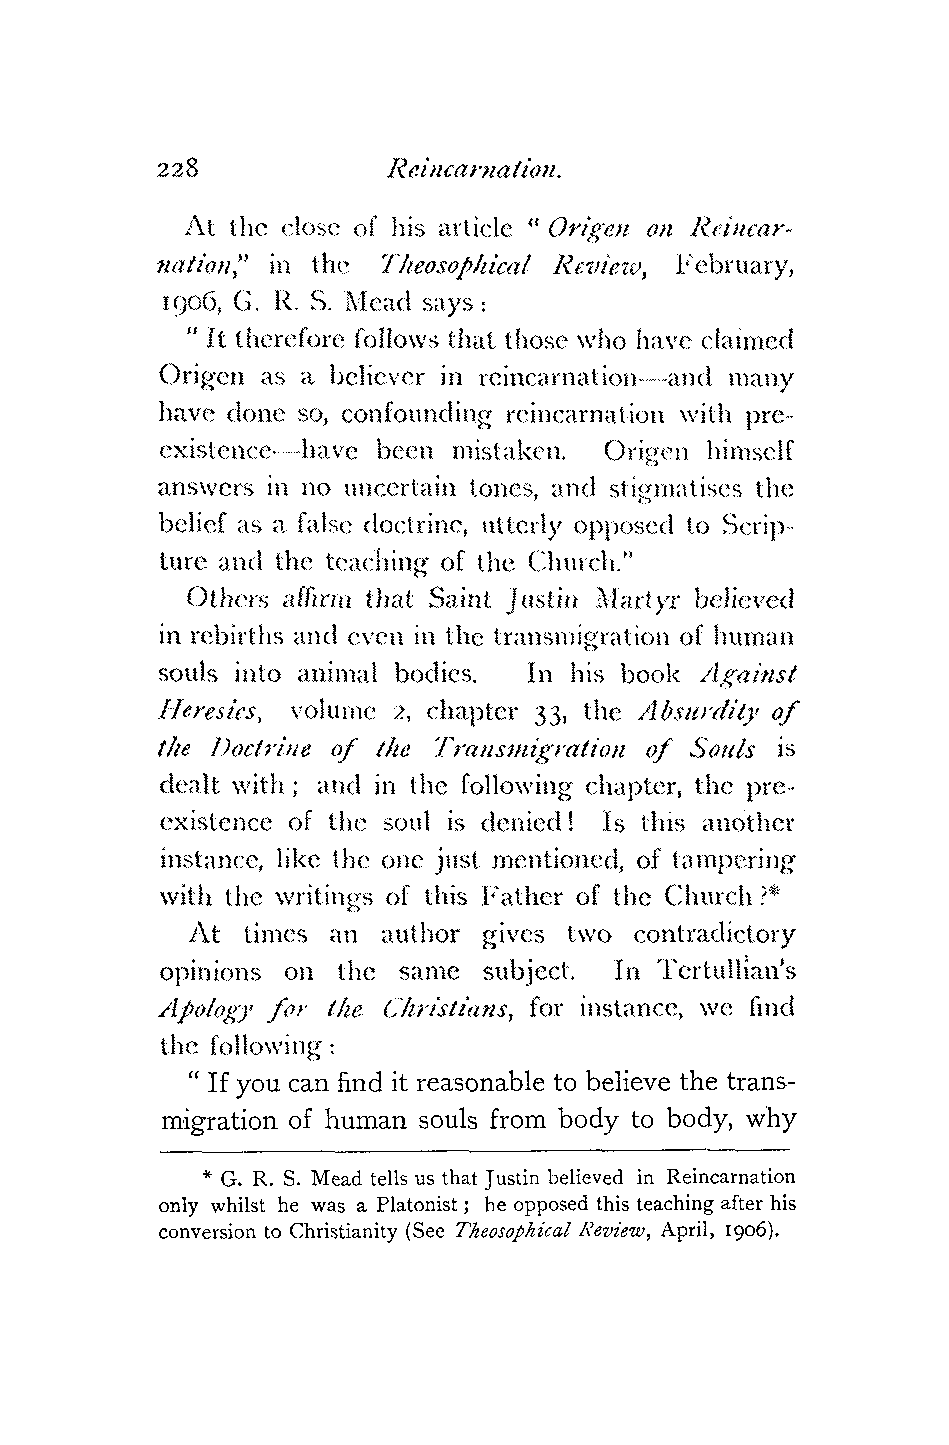 228 Reincarnation.
At the close of his article " Origen on Reincar-
nation," in the Theosophical Review, February,
1906, G. R. S. Mead says :
" It therefore follows that those who have claimed
Origen as a believer in reincarnation—and many
have done so, confounding reincarnation with pre-
existence—have been mistaken. Origen himself
answers in no uncertain tones, and stigmatises the
belief as a false doctrine, utterly opposed to Scrip-
ture and the teaching of the Church."
Others affirm that Saint Justin Martyr believed
in rebirths and even in the transmigration of human
souls into animal bodies. In his book Against
Heresies, volume 2, chapter 33, the Absurdity of
the Doctrine of the Transmigration of Souls is
dealt with ; and in the following chapter, the pre-
existence of the soul is denied! Is this another
instance, like the one just mentioned, of tampering
with the writings of this Father of the Church ?*
At times an author gives two contradictory
opinions on the same subject. In Tertullian's
Apology for the Christians, for instance, we find
the following :
" If you can find it reasonable to believe the trans-
migration of human souls from body to body, why
* G. R. S. Mead tells us that Justin believed in Reincarnation
only whilst he was a Platonist ; he opposed this teaching after his
conversion to Christianity (See Theosophical Review, April, 1906).